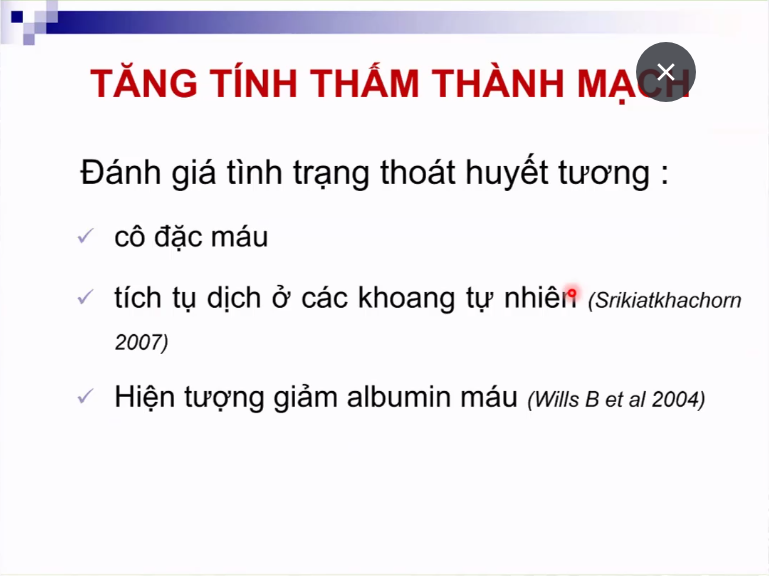 TĂNG TÍNH THẤM THÀNH MẠCH
Đánh giá tình trạng thoát huyết tương :
cô đặc máu
tích tụ dịch ở các khoang tự nhiên (Srikiatkhachorn
2007)
Hiện tượng giảm albumin máu (Wills B et al 2004)